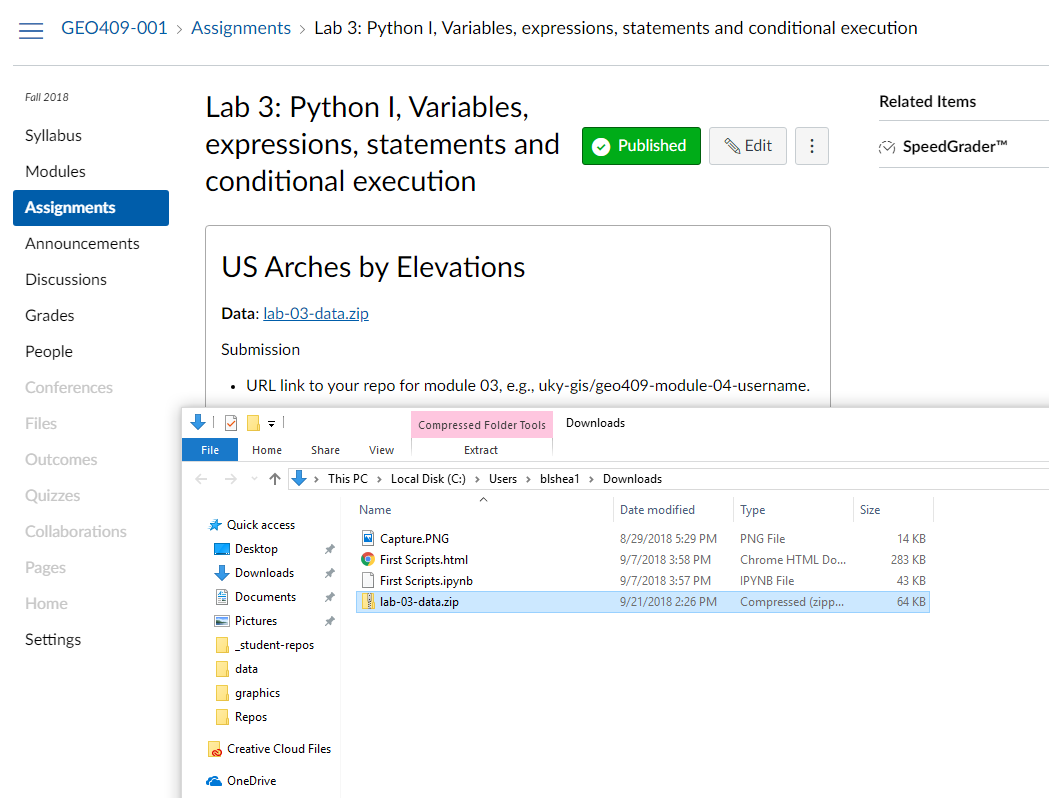 GEO409-001 › Assignments › Lab 3: Python I, Variables, expressions, statements and conditional execution
Fall 2018
Syllabus
Modules
Assignments
Announcements
Discussions
Grades
People
Conferences
Files
Outcomes
Quizzes
Collaborations
Pages
Home
Settings
Lab 3: Python I, Variables,
expressions, statements and
conditional execution
Published
Edit
Related Items
SpeedGrader™
US Arches by Elevations
Data: lab-03-data.zip
Submission
• URL link to your repo for module 03, e.g., uky-gis/geo409-module-04-username.
Compressed Folder Tools
Downloads
File
Home
Share
View
Extract
This PC › Local Disk (C:) › Users › blshea1 › Downloads
Quick access
Desktop
Downloads
Documents
Pictures
_student-repos
data
graphics
Repos
Creative Cloud Files
OneDrive
Name Date modified Type Size
Capture.PNG 8/29/2018 5:29 PM PNG File 14 KB
First Scripts.html 9/7/2018 3:58 PM Chrome HTML Do... 283 KB
First Scripts.ipynb 9/7/2018 3:57 PM IPYNB File 43 KB
lab-03-data.zip 9/21/2018 2:26 PM Compressed (zipp... 64 KB